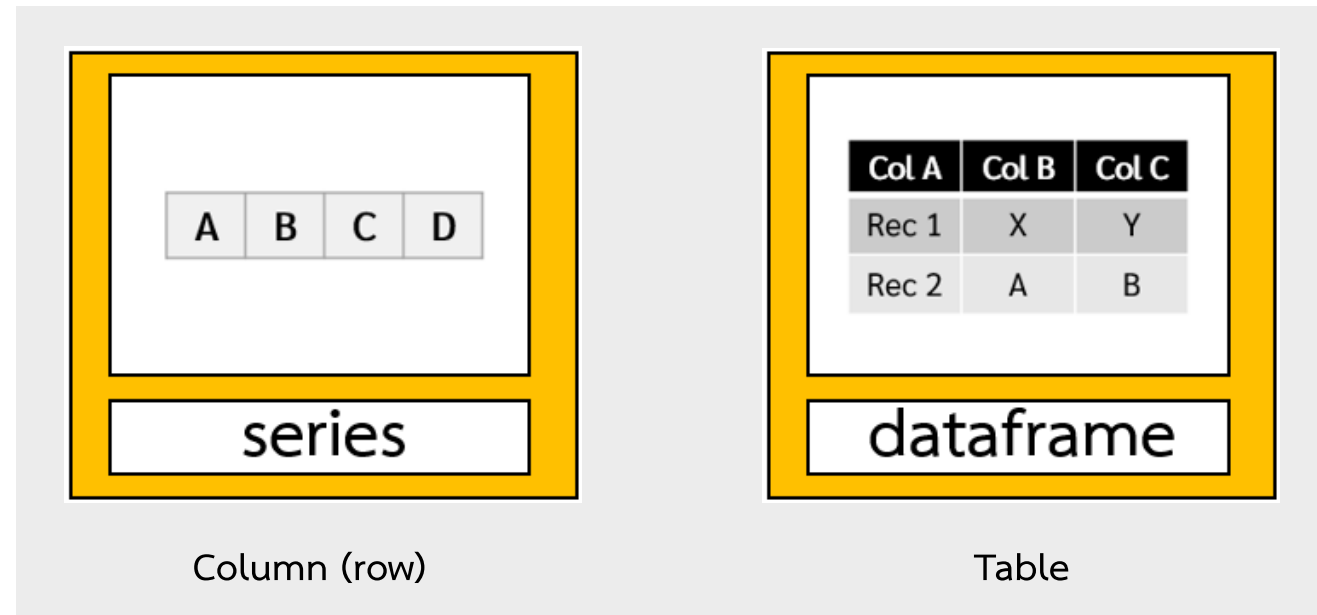 A B C D
series
Column (row)
Col A Col B Col C
Rec 1 X Y
Rec 2 A B
dataframe
Table